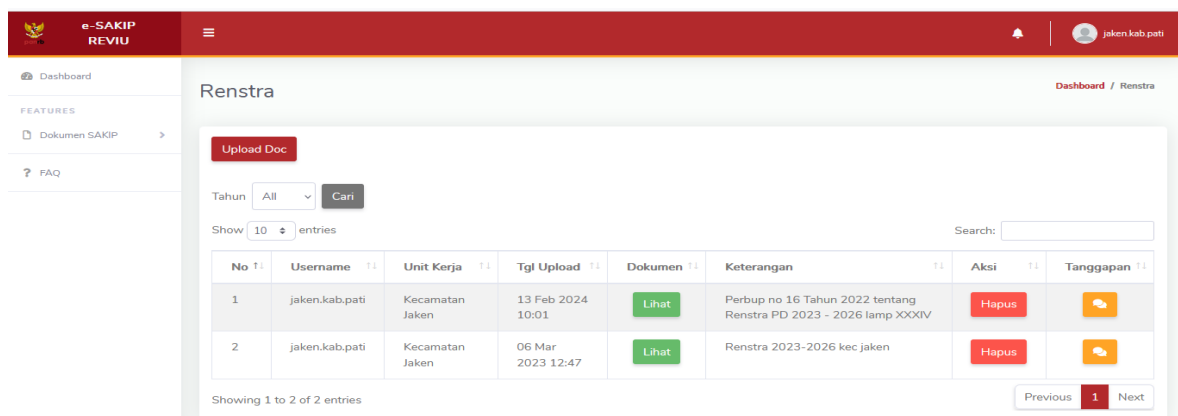 e-SAKIP
REVIU
jaken.kab.pati
Dashboard
FEATURES
Dokumen SAKIP
FAQ
Renstra
Dashboard / Renstra
Upload Doc
Tahun All Cari
Show 10 entries
Search:
No Username Unit Kerja Tgl Upload Dokumen Keterangan Aksi Tanggapan
1 jaken.kab.pati Kecamatan Jaken 13 Feb 2024 10:01 Lihat Perbup no 16 Tahun 2022 tentang Renstra PD 2023 - 2026 lamp XXXIV Hapus
2 jaken.kab.pati Kecamatan Jaken 06 Mar 2023 12:47 Lihat Renstra 2023-2026 kec jaken Hapus
Showing 1 to 2 of 2 entries
Previous 1 Next